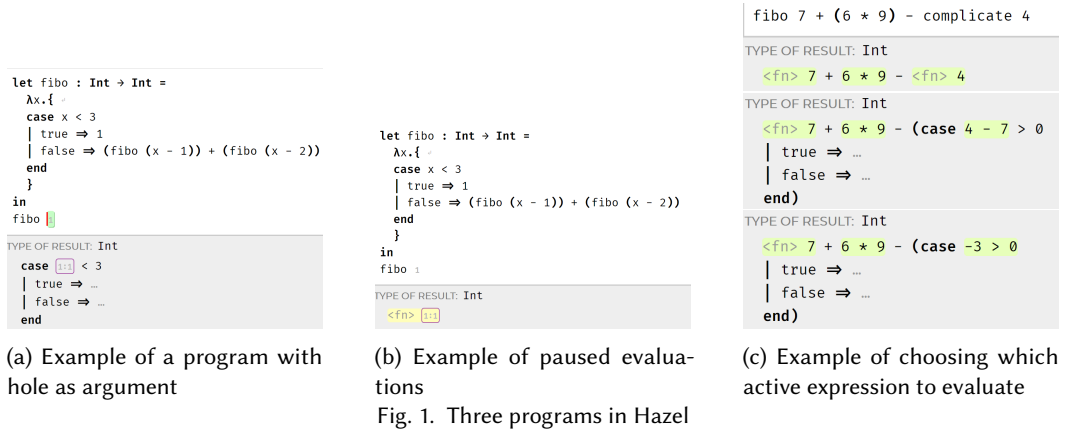 let fibo : Int → Int =
λx.{
case x < 3
| true ⇒ 1
| false ⇒ (fibo (x - 1)) + (fibo (x - 2))
end
}
in
fibo 1
TYPE OF RESULT: Int
case 1:1 < 3
| true ⇒ …
| false ⇒ …
end
(a) Example of a program with
hole as argument
let fibo : Int → Int =
λx.{
case x < 3
| true ⇒ 1
| false ⇒ (fibo (x - 1)) + (fibo (x - 2))
end
}
in
fibo 1
TYPE OF RESULT: Int
<fn> 1:1
(b) Example of paused evalua-
tions
fibo 7 + (6 * 9) - complicate 4
TYPE OF RESULT: Int
<fn> 7 + 6 * 9 - <fn> 4
TYPE OF RESULT: Int
<fn> 7 + 6 * 9 - (case 4 - 7 > 0
| true ⇒ …
| false ⇒ …
end)
TYPE OF RESULT: Int
<fn> 7 + 6 * 9 - (case -3 > 0
| true ⇒ …
| false ⇒ …
end)
(c) Example of choosing which
active expression to evaluate
Fig. 1. Three programs in Hazel